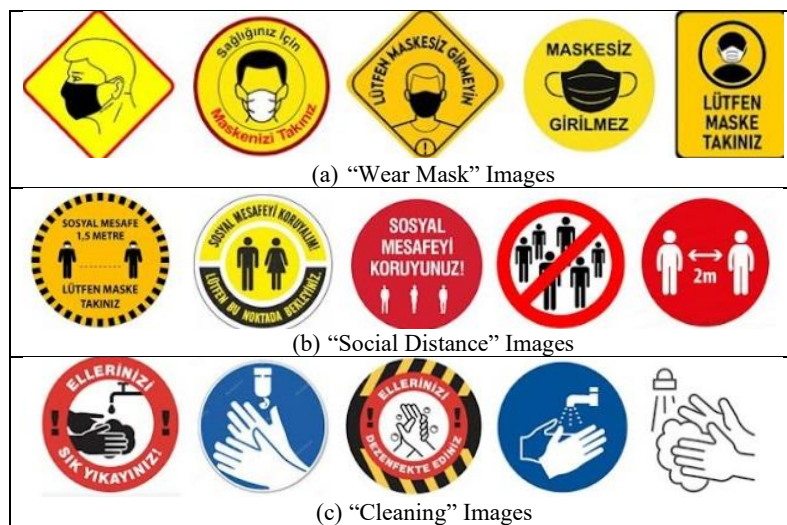 Sağlığınız İçin
Maskenizi Takınız
LÜTFEN MASKESİZ GİRMEYİN
MASKESİZ
GİRİLMEZ
LÜTFEN
MASKE
TAKINIZ
(a) “Wear Mask” Images
SOSYAL MESAFE
1,5 METRE
LÜTFEN MASKE
TAKINIZ
SOSYAL MESAFEYİ KORUYALIM!
LÜTFEN BU NOKTADA BEKLEYİNİZ.
SOSYAL
MESAFEYİ
KORUYUNUZ!
2m
(b) “Social Distance” Images
ELLERİNİZİ
SIK YIKAYINIZ!
ELLERİNİZİ
DEZENFEKTE EDİNİZ
(c) “Cleaning” Images